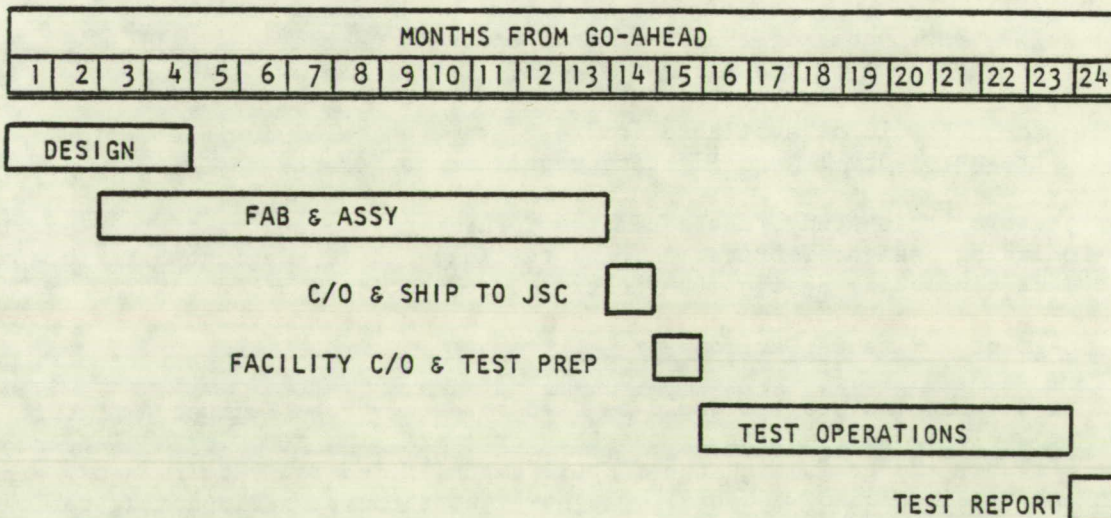 MONTHS FROM GO-AHEAD
1 2 3 4 5 6 7 8 9 10 11 12 13 14 15 16 17 18 19 20 21 22 23 24
DESIGN
FAB & ASSY
C/O & SHIP TO JSC
FACILITY C/O & TEST PREP
TEST OPERATIONS
TEST REPORT